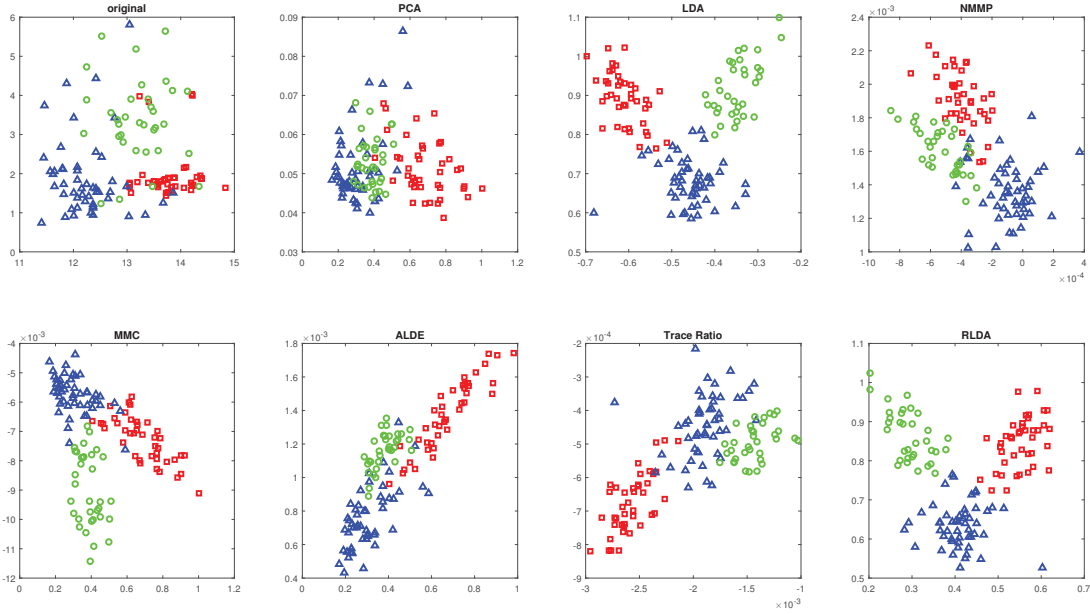 original PCA LDA NMMP
6 0.09 1.1 2.4 ×10⁻³
5 0.08 1 2.2
4 0.07 0.9 2
3 0.06 0.8 1.8
2 0.05 0.7 1.6
1 0.04 0.6 1.4
0 0.03 0.5 1.2
1
11 12 13 14 15 0 0.2 0.4 0.6 0.8 1 1.2 -0.7 -0.6 -0.5 -0.4 -0.3 -0.2 -10 -8 -6 -4 -2 0 2 4
×10⁻⁴
MMC ALDE Trace Ratio RLDA
-4 ×10⁻³ 1.8 ×10⁻³ -2 ×10⁻⁴ 1.1
-5 1.6 -3 1
-6 1.4 -4 0.9
-7 1.2 -5 0.8
-8 1 -6 0.7
-9 0.8 -7 0.6
-10 0.6 -8 0.5
-11 0.4 -9
-12
0 0.2 0.4 0.6 0.8 1 1.2 0 0.2 0.4 0.6 0.8 1 -3 -2.5 -2 -1.5 -1 0.2 0.3 0.4 0.5 0.6 0.7
×10⁻³